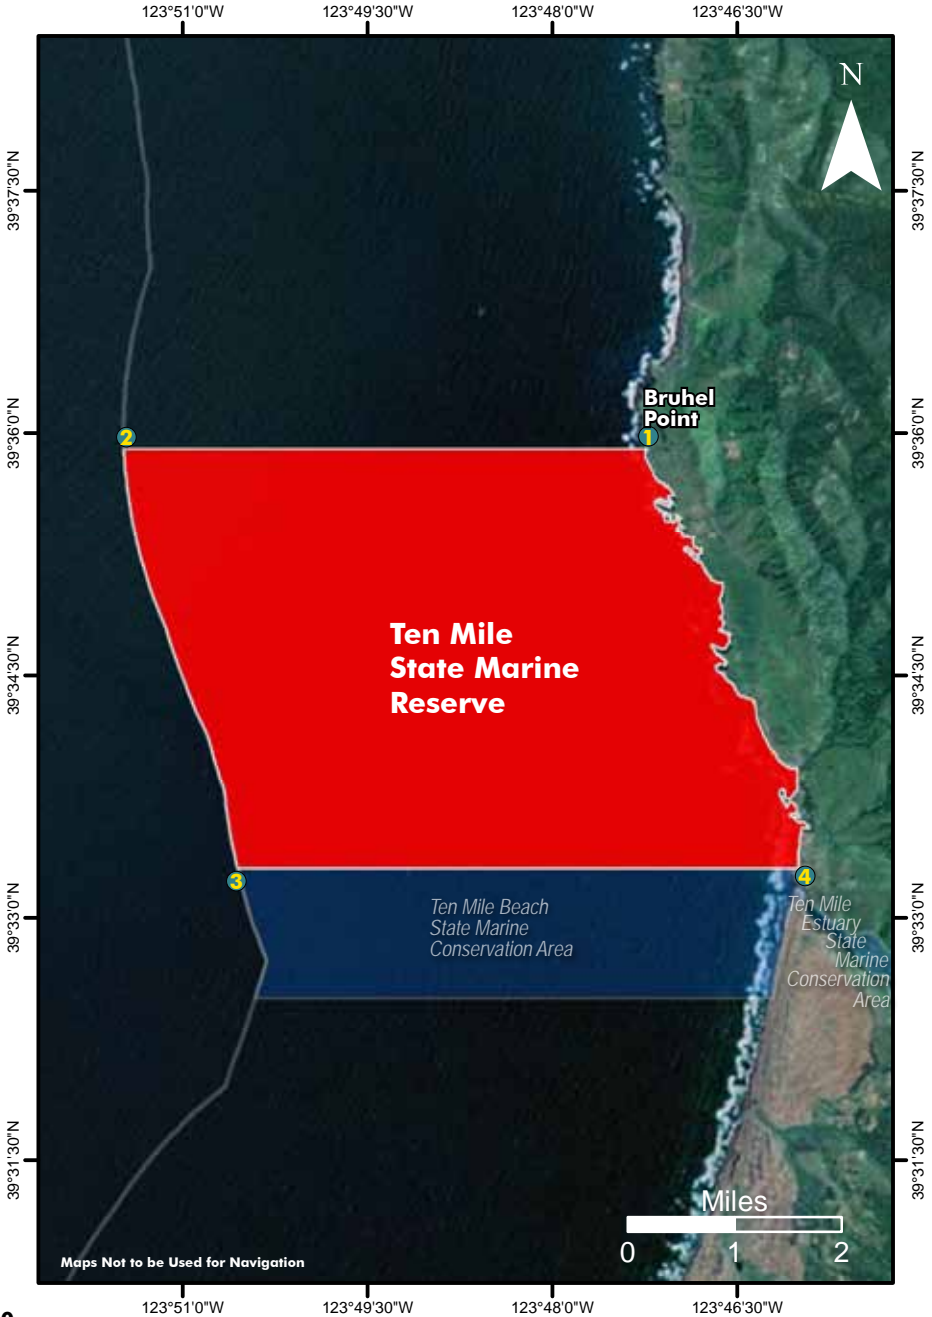 123°51'0"W
123°49'30"W
123°48'0"W
123°46'30"W
N
39°37'30"N
39°37'30"N
Bruhel
Point
39°36'0"N
2
1
39°36'0"N
Ten Mile
State Marine
Reserve
39°34'30"N
39°34'30"N
3
4
39°33'0"N
Ten Mile Beach
State Marine
Conservation Area
Ten Mile
Estuary
State
Marine
Conservation
Area
39°33'0"N
39°31'30"N
39°31'30"N
Miles
0 1 2
Maps Not to be Used for Navigation
123°51'0"W
123°49'30"W
123°48'0"W
123°46'30"W